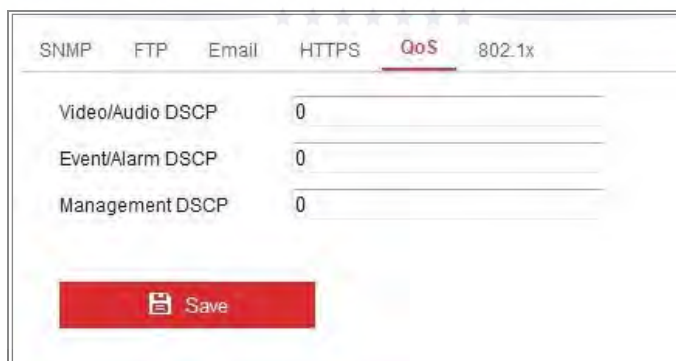 SNMP FTP Email HTTPS QoS 802.1x
Video/Audio DSCP 0
Event/Alarm DSCP 0
Management DSCP 0
Save